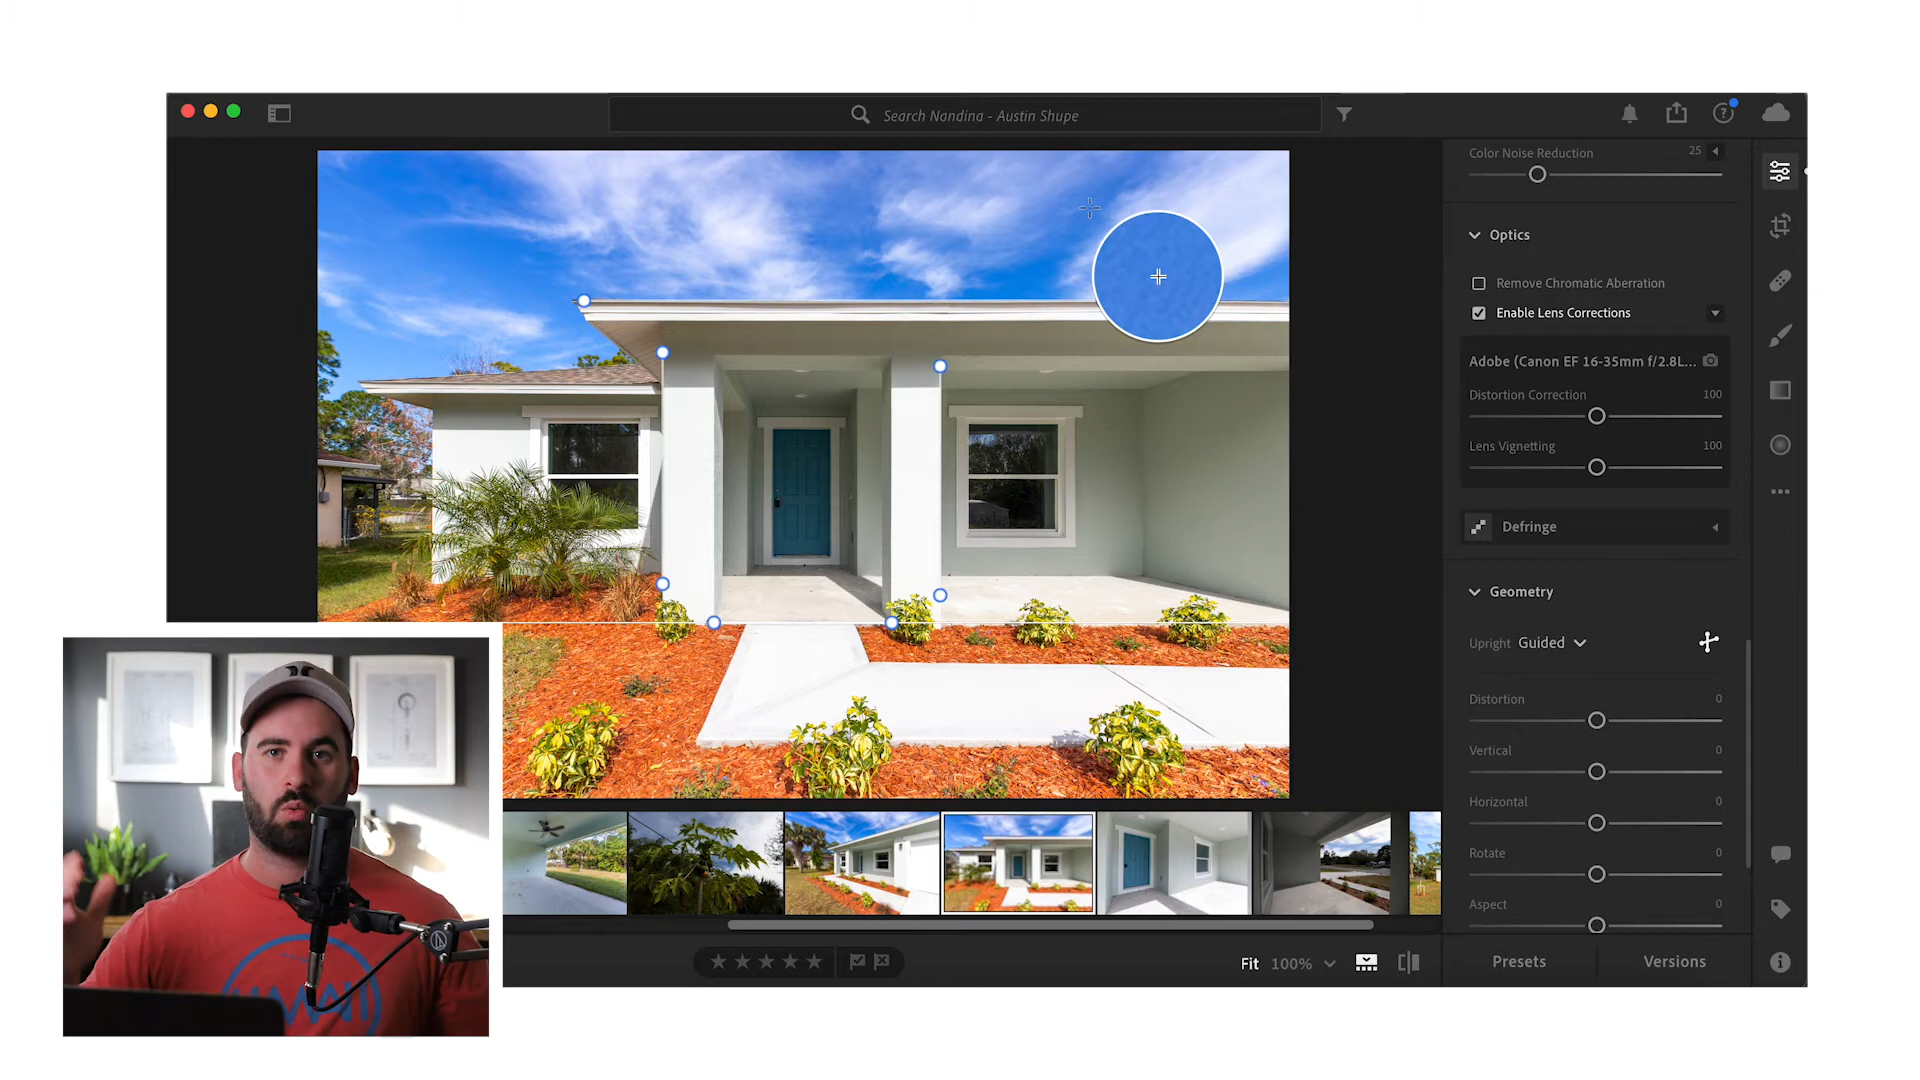 Search Nandina - Austin Shupe
Color Noise Reduction 25
Optics
Remove Chromatic Aberration
Enable Lens Corrections
Adobe (Canon EF 16-35mm f/2.8L...
Distortion Correction 100
Lens Vignetting 100
Defringe
Geometry
Upright Guided
Distortion 0
Vertical 0
Horizontal 0
Rotate 0
Aspect 0
Fit 100%
Presets Versions